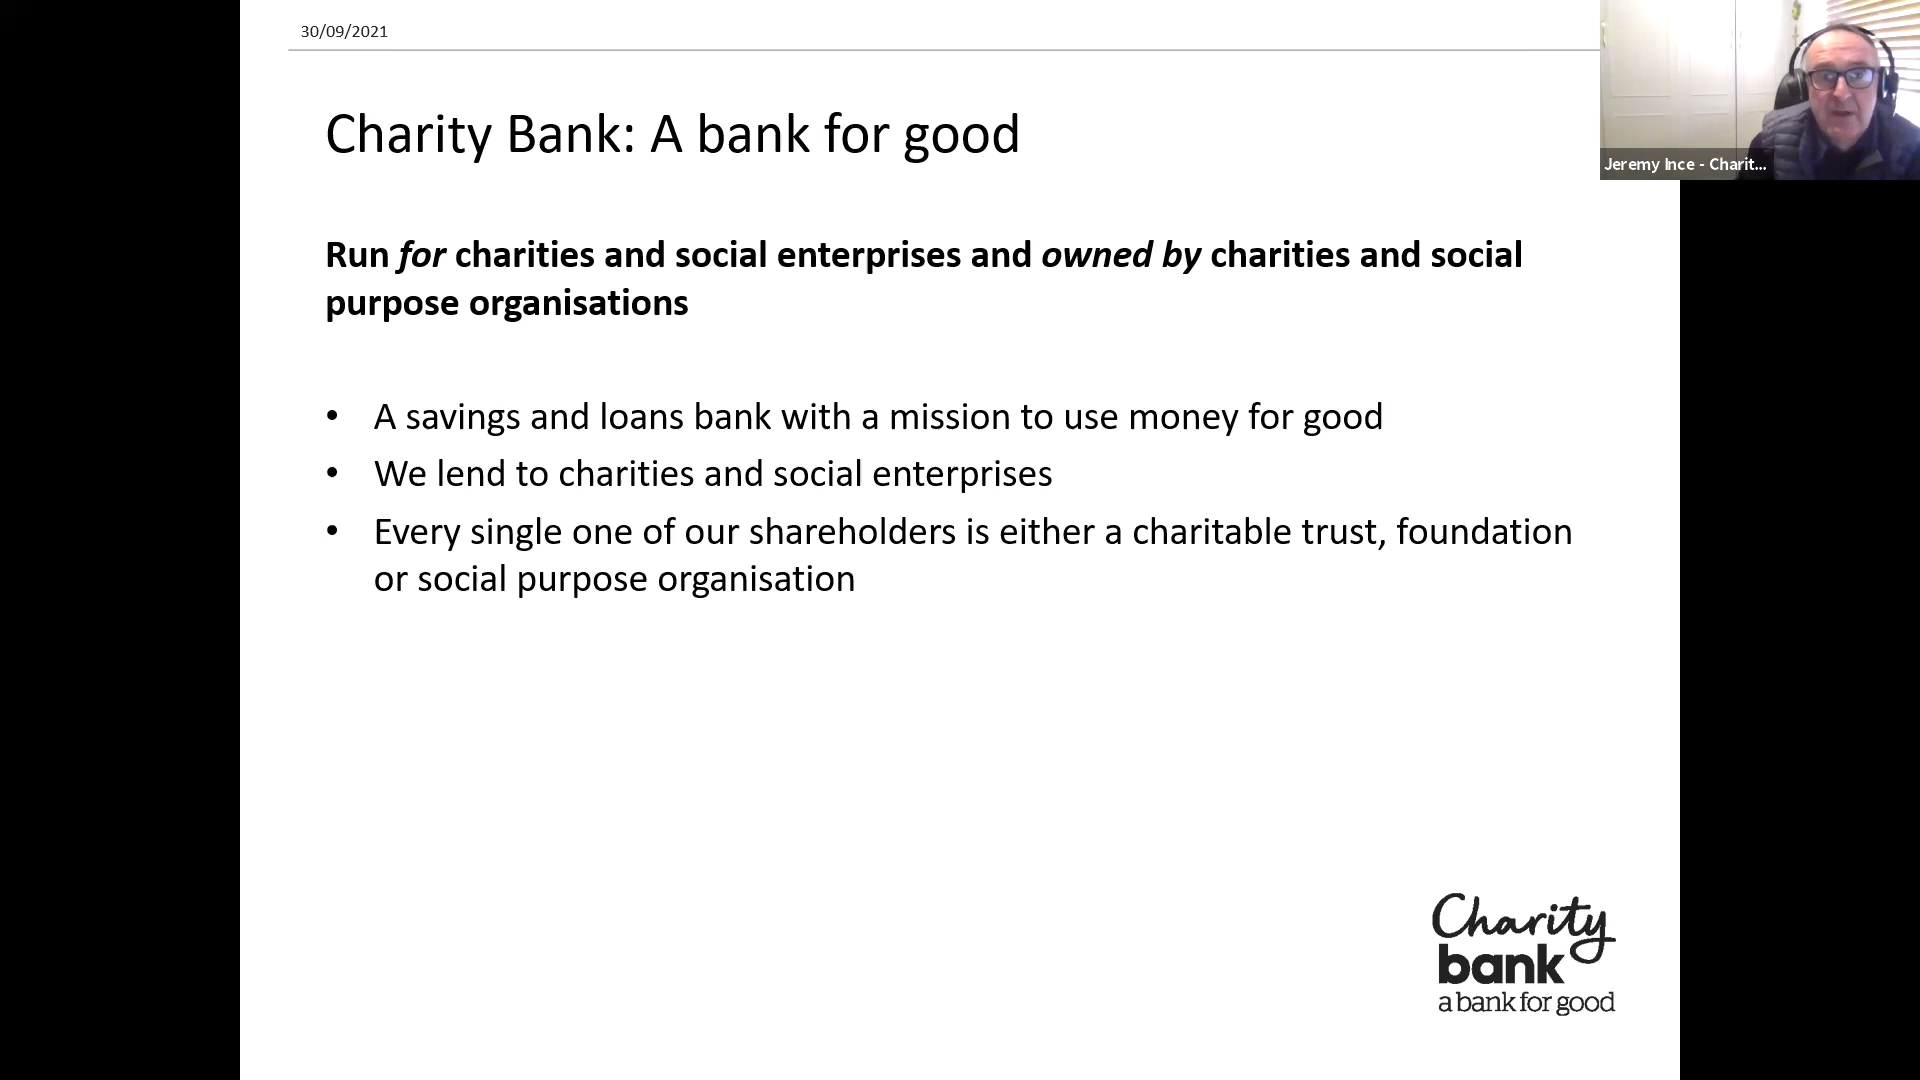 30/09/2021
Jeremy Ince - Charit...
Charity Bank: A bank for good
Run for charities and social enterprises and owned by charities and social
purpose organisations
• A savings and loans bank with a mission to use money for good
• We lend to charities and social enterprises
• Every single one of our shareholders is either a charitable trust, foundation
or social purpose organisation
Charity
bank
a bank for good